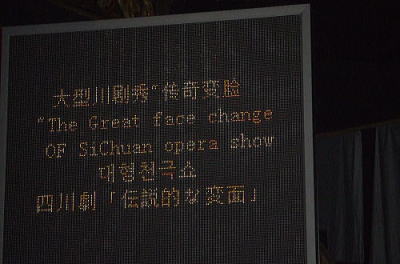 大型川剧秀“传奇变脸
“The Great face change
OF SiChuan opera show
대형천극쇼
四川劇「伝説的な変面」